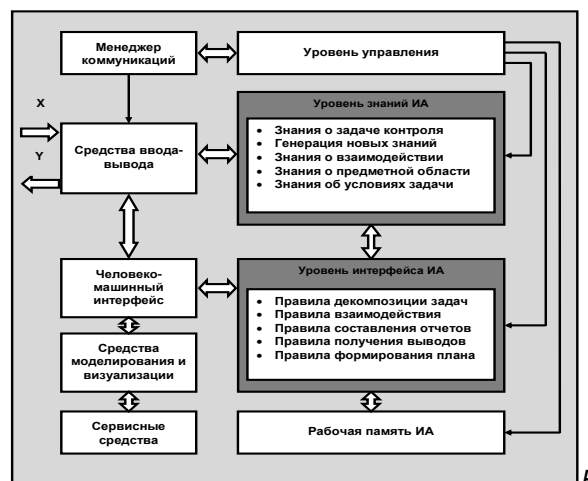 Менеджер
коммуникаций
Уровень управления
X
Y
Средства ввода-
вывода
Уровень знаний ИА
• Знания о задаче контроля
• Генерация новых знаний
• Знания о взаимодействии
• Знания о предметной области
• Знания об условиях задачи
Человеко-
машинный
интерфейс
Уровень интерфейса ИА
• Правила декомпозиции задач
• Правила взаимодействия
• Правила составления отчетов
• Правила получения выводов
• Правила формирования плана
Средства
моделирования и
визуализации
Сервисные
средства
Рабочая память ИА